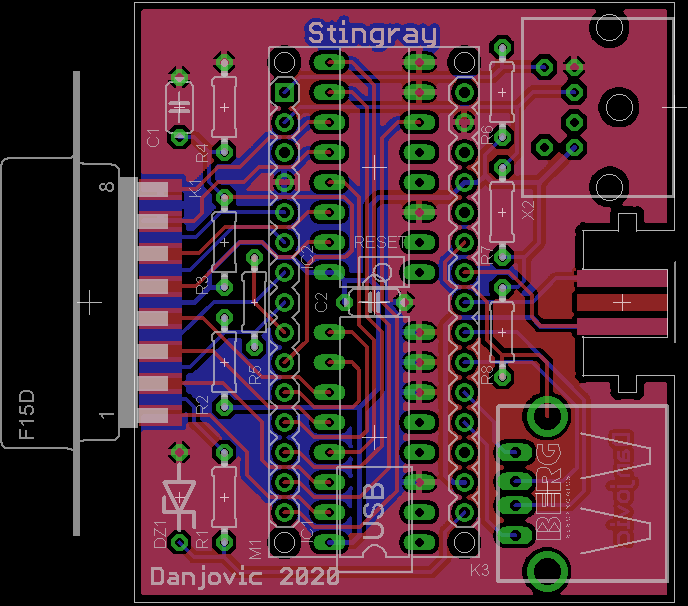 Stingray
C1
R4
R6
8
K1
X2
RESET
IC2
R7
R3
C2
F15D
1
R2
R5
R8
BERG
DZ1
R1
M1
IC1
USB
K3
Danjovic 2020